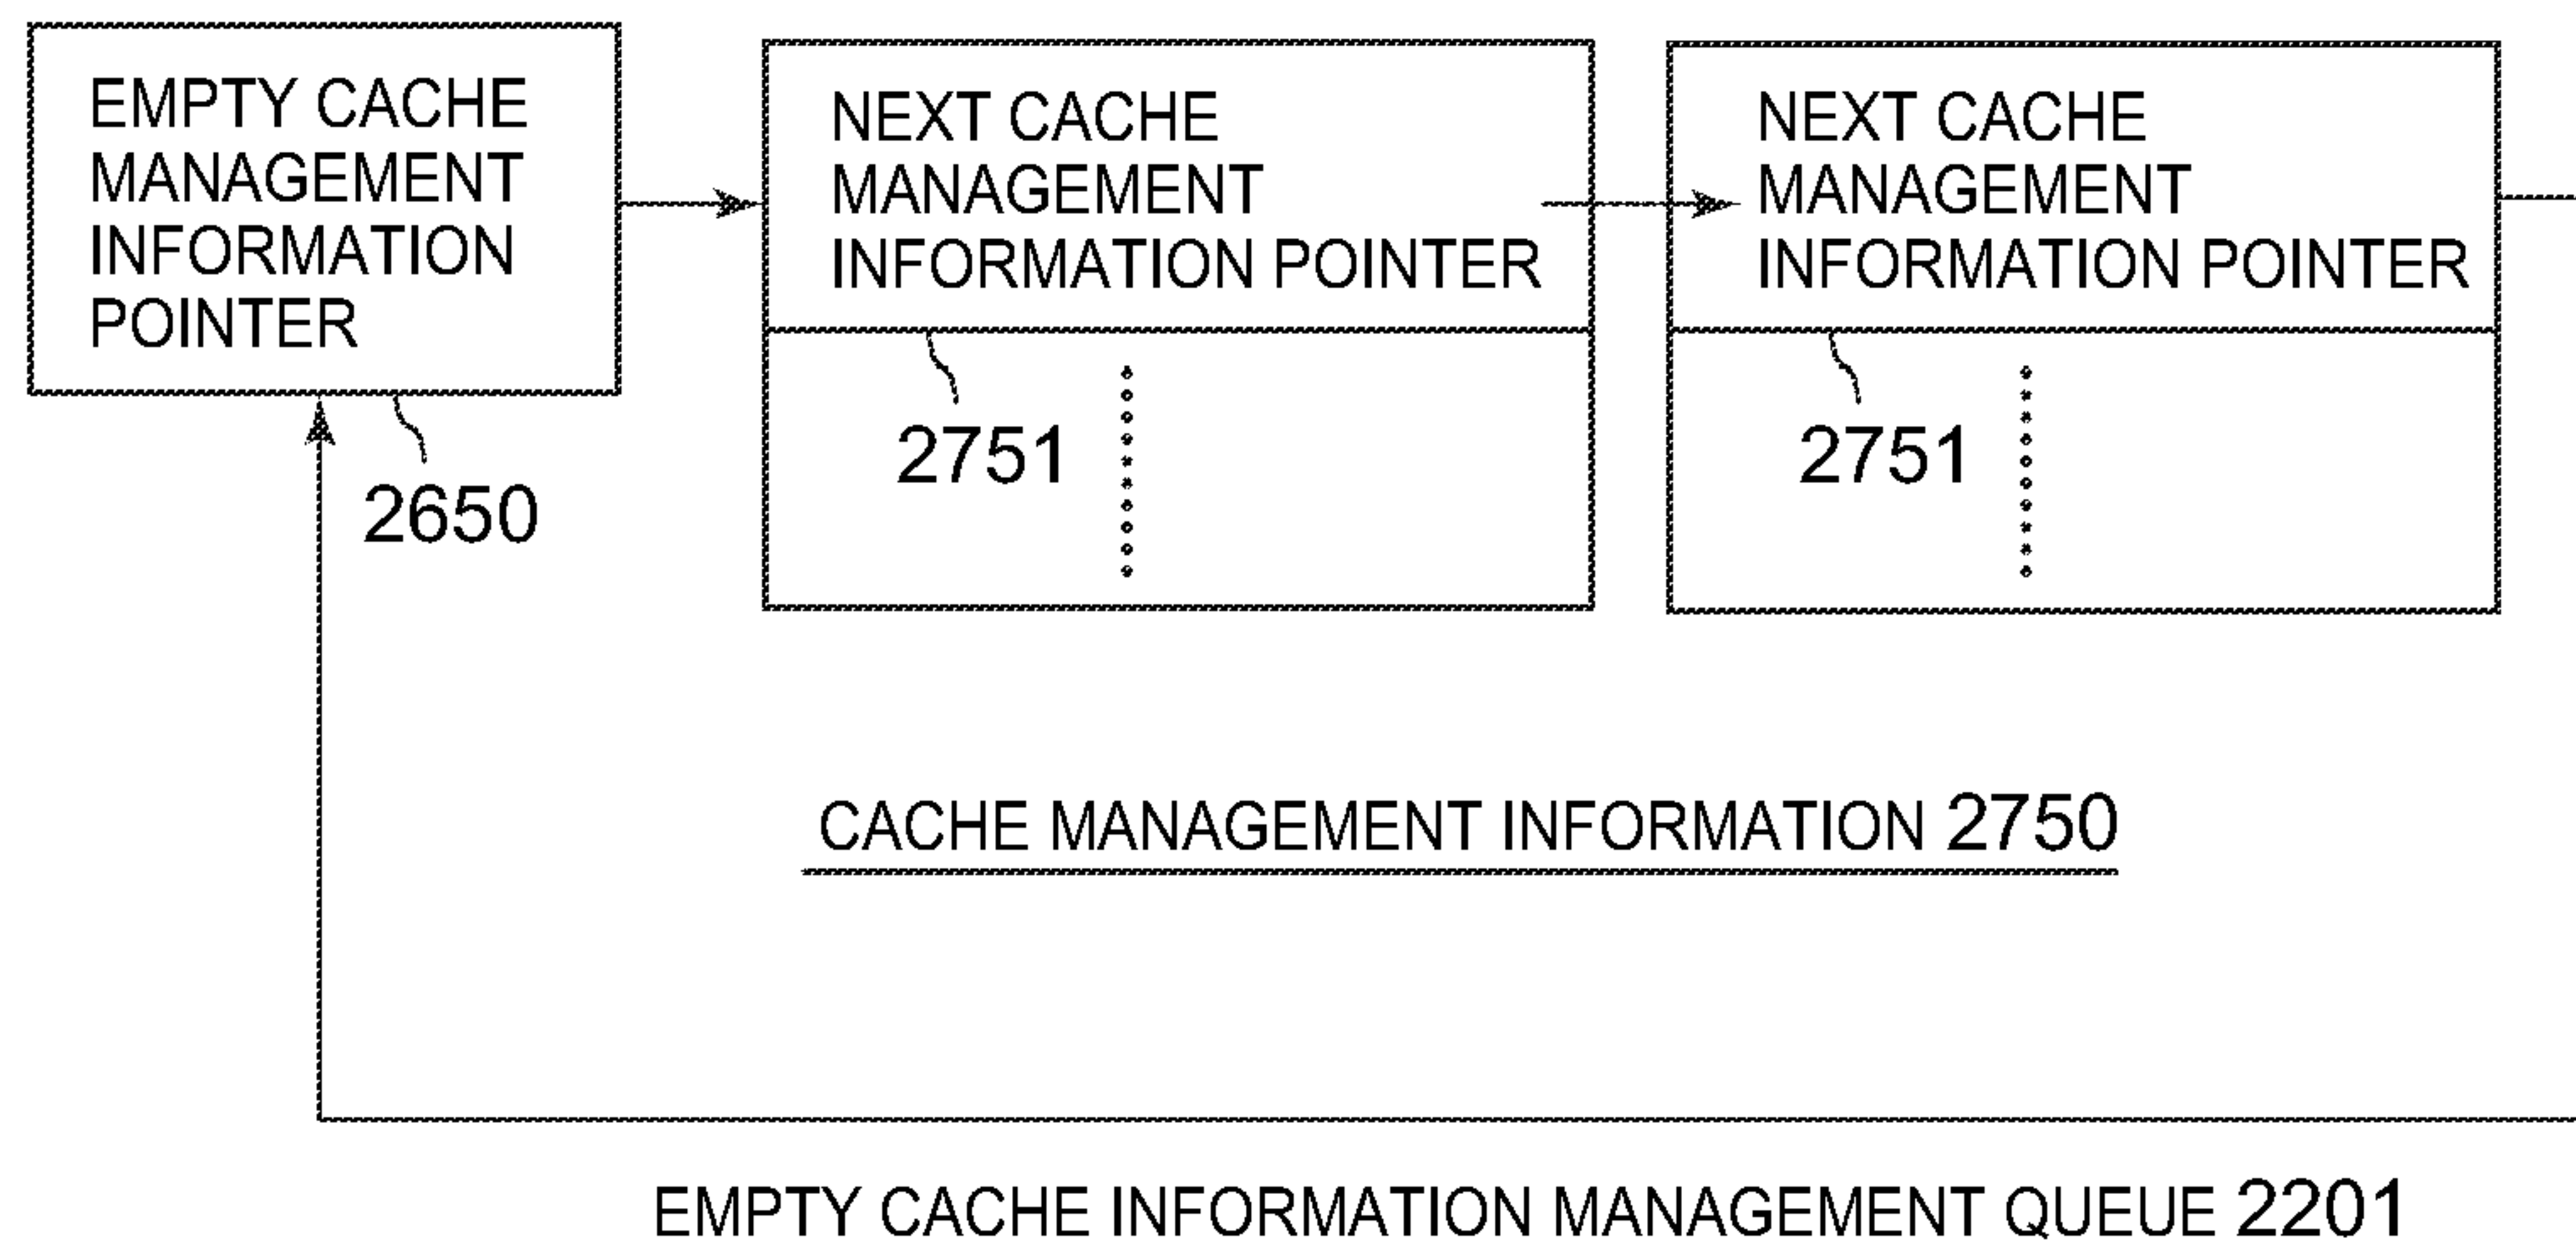 EMPTY CACHE
MANAGEMENT
INFORMATION
POINTER
2650
NEXT CACHE
MANAGEMENT
INFORMATION POINTER
2751
NEXT CACHE
MANAGEMENT
INFORMATION POINTER
2751
CACHE MANAGEMENT INFORMATION 2750
EMPTY CACHE INFORMATION MANAGEMENT QUEUE 2201